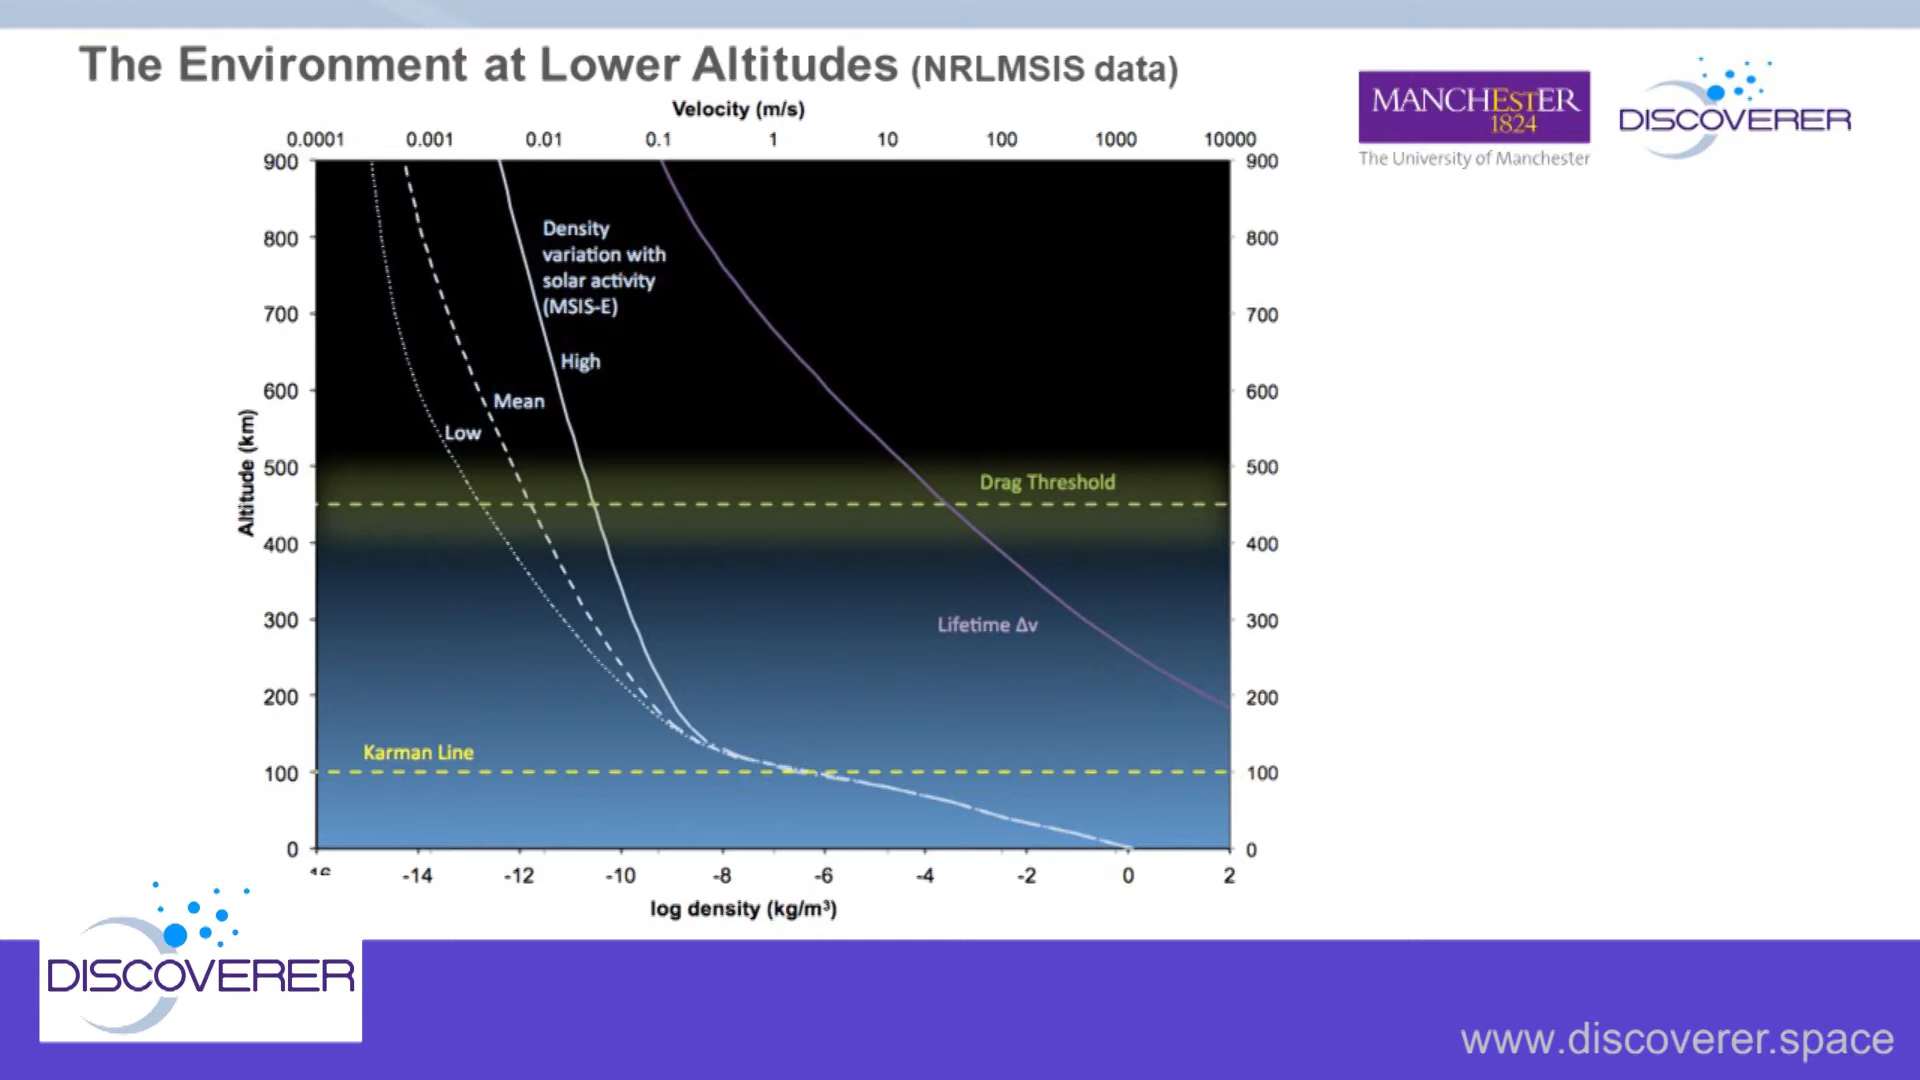 The Environment at Lower Altitudes (NRLMSIS data)
MANCHESTER
1824
The University of Manchester
DISCOVERER
Velocity (m/s)
0.0001 0.001 0.01 0.1 1 10 100 1000 10000
900 900
Density
variation with
solar activity
(MSIS-E)
800 800
700 700
High
600 600
Mean
Low
500 500
Drag Threshold
400 400
300 300
Lifetime Δv
200 200
Karman Line
100 100
0 0
Altitude (km)
-14 -12 -10 -8 -6 -4 -2 0 2
log density (kg/m³)
DISCOVERER
www.discoverer.space